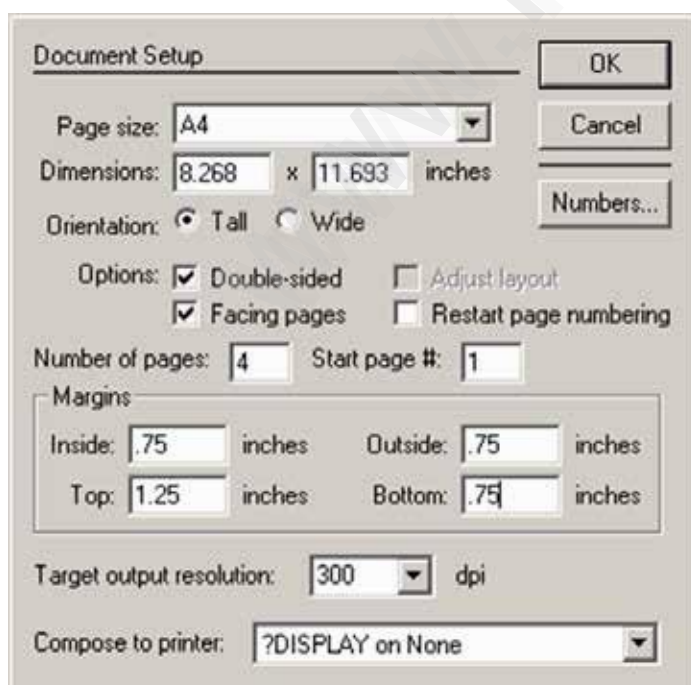 Document Setup
OK
Page size: A4
Cancel
Dimensions: 8.268 x 11.693 inches
Numbers...
Orientation: Tall Wide
Options: Double-sided Adjust layout
Facing pages Restart page numbering
Number of pages: 4 Start page #: 1
Margins
Inside: .75 inches Outside: .75 inches
Top: 1.25 inches Bottom: .75 inches
Target output resolution: 300 dpi
Compose to printer: ?DISPLAY on None